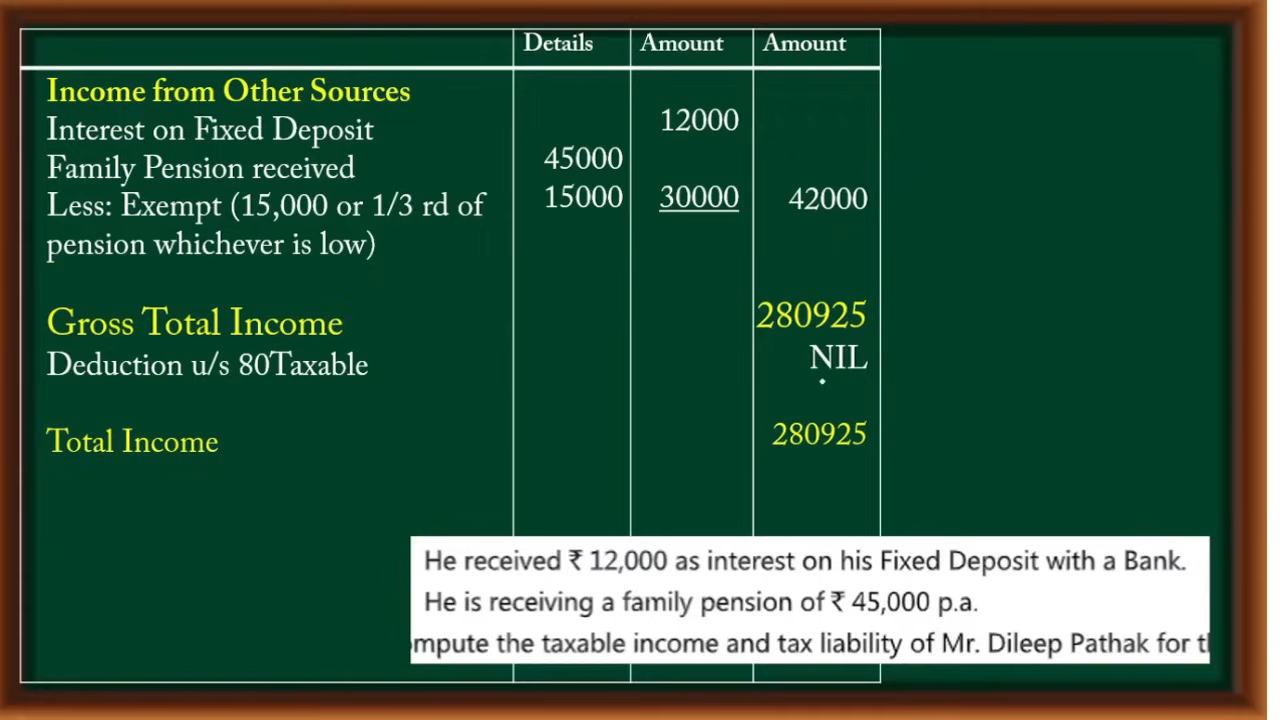 Details Amount Amount
Income from Other Sources
Interest on Fixed Deposit 12000
Family Pension received 45000
Less: Exempt (15,000 or 1/3 rd of 15000 30000 42000
pension whichever is low)
Gross Total Income 280925
Deduction u/s 80Taxable NIL
Total Income 280925
He received ₹ 12,000 as interest on his Fixed Deposit with a Bank.
He is receiving a family pension of ₹ 45,000 p.a.
mpute the taxable income and tax liability of Mr. Dileep Pathak for